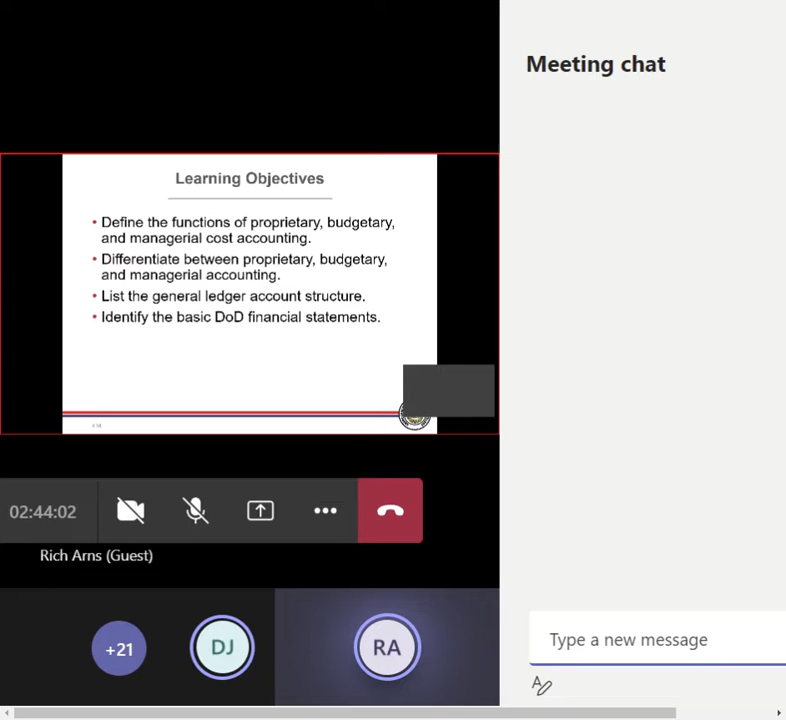 Meeting chat
Learning Objectives
• Define the functions of proprietary, budgetary,
and managerial cost accounting.
• Differentiate between proprietary, budgetary,
and managerial accounting.
• List the general ledger account structure.
• Identify the basic DoD financial statements.
02:44:02
Rich Arns (Guest)
+21
DJ
RA
Type a new message